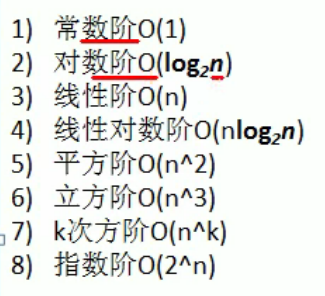 1) 常数阶O(1)
2) 对数阶O(log₂n)
3) 线性阶O(n)
4) 线性对数阶O(nlog₂n)
5) 平方阶O(n^2)
6) 立方阶O(n^3)
7) k次方阶O(n^k)
8) 指数阶O(2^n)